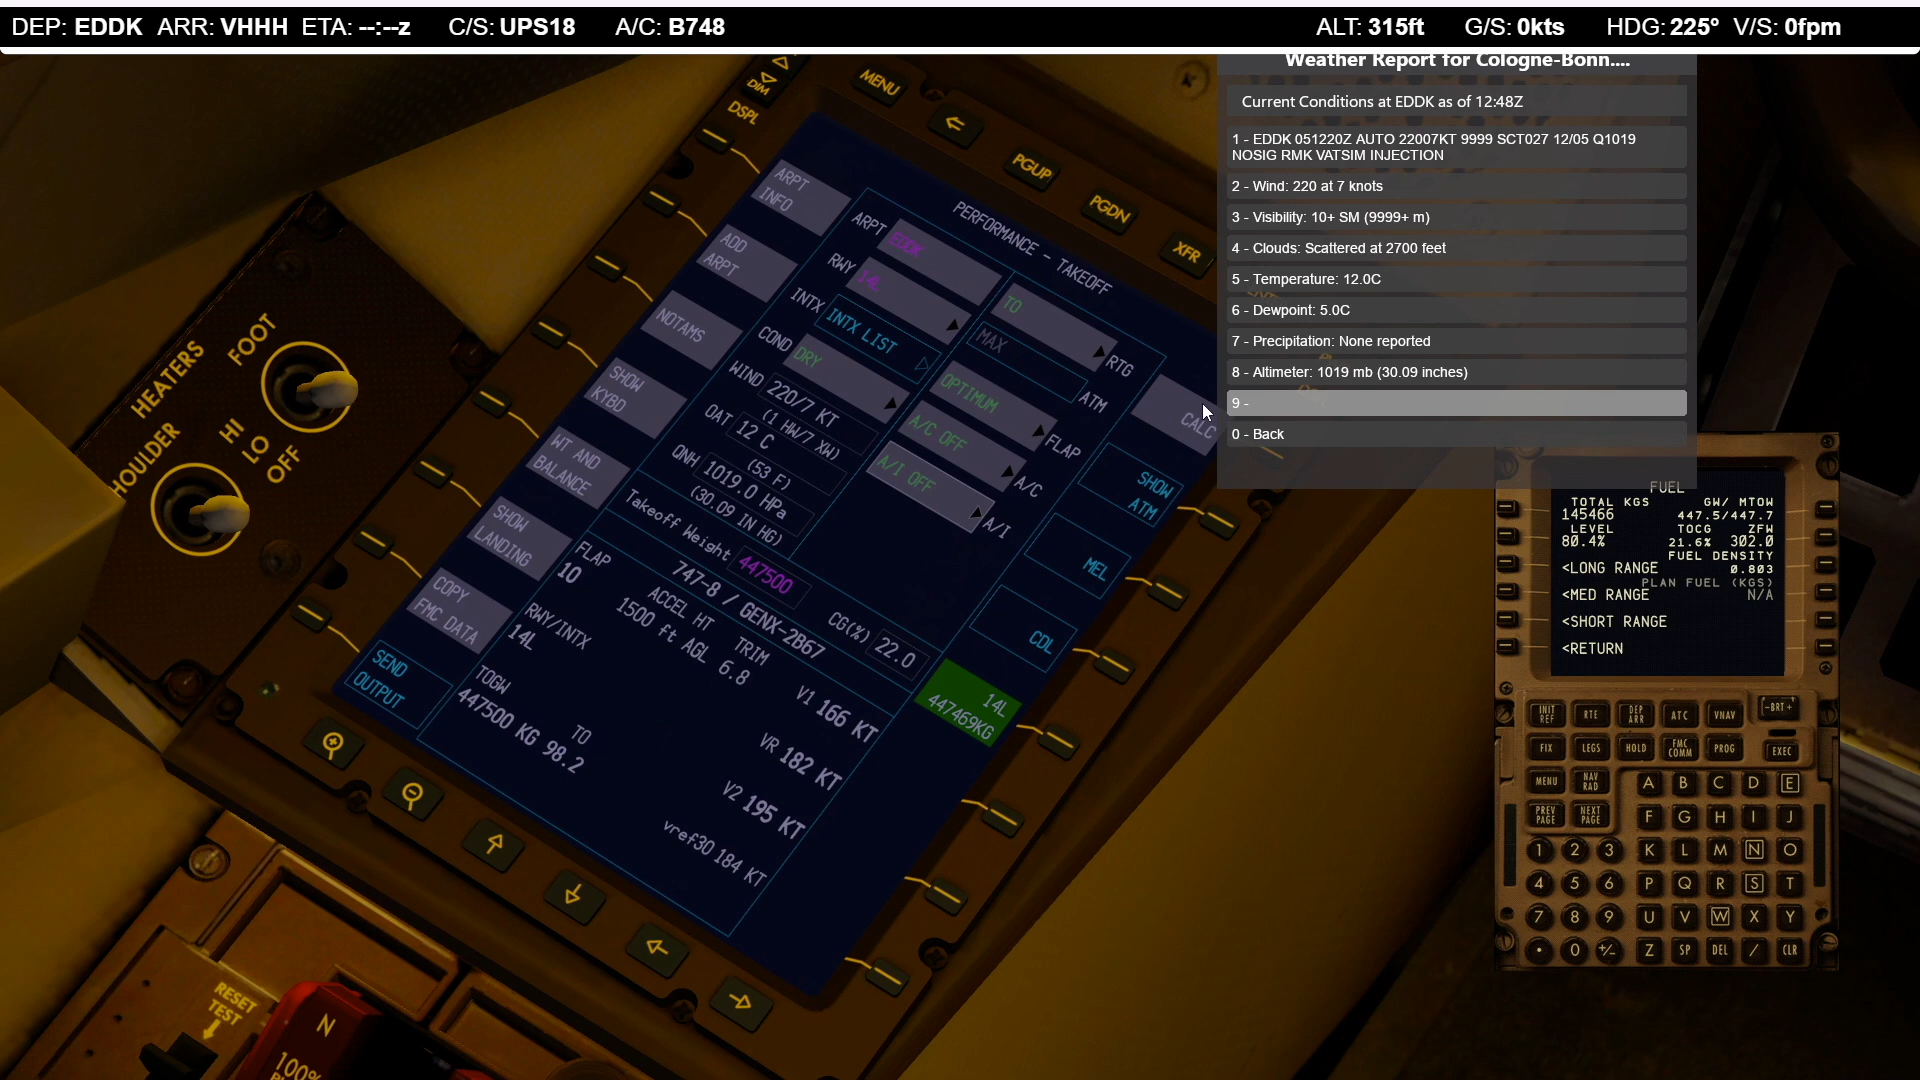 DEP: EDDK ARR: VHHH ETA: --:--z C/S: UPS18 A/C: B748 ALT: 315ft G/S: 0kts HDG: 225° V/S: 0fpm
Weather Report for Cologne-Bonn....
Current Conditions at EDDK as of 12:48Z
1 - EDDK 051220Z AUTO 22007KT 9999 SCT027 12/05 Q1019
NOSIG RMK VATSIM INJECTION
2 - Wind: 220 at 7 knots
3 - Visibility: 10+ SM (9999+ m)
4 - Clouds: Scattered at 2700 feet
5 - Temperature: 12.0C
6 - Dewpoint: 5.0C
7 - Precipitation: None reported
8 - Altimeter: 1019 mb (30.09 inches)
9 -
0 - Back
DIM
DSPL
MENU
PGUP
PGDN
XFR
PERFORMANCE - TAKEOFF
ARPT
INFO
ADD
ARPT
NOTAMS
SHOW
KYBD
WT AND
BALANCE
SHOW
LANDING
COPY
FMC DATA
SEND
OUTPUT
ARPT EDDK
RWY 14L
INTX INTX LIST
COND DRY
WIND 220/7 KT
(1 HW/7 XW)
OAT 12 C
(53 F)
QNH 1019.0 HPa
(30.09 IN HG)
TO RTG
MAX ATM
OPTIMUM FLAP
A/C OFF A/C
A/I OFF A/I
CALC
SHOW
ATM
MEL
CDL
14L
447469KG
Takeoff Weight 447500
CG(%) 22.0
747-8 / GENX-2B67
FLAP
10
ACCEL HT
1500 ft AGL
TRIM
6.8
RWY/INTX
14L
TOGW
447500 KG
TO
98.2
V1 166 KT
VR 182 KT
V2 195 KT
vref30 184 KT
HEATERS
FOOT
SHOULDER
HI
LO
OFF
RESET
TEST
N
100%
FUEL
TOTAL KGS GW/ MTOW
145466 447.5/447.7
LEVEL TOCG ZFW
80.4% 21.6% 302.0
FUEL DENSITY
<LONG RANGE 0.803
PLAN FUEL (KGS)
<MED RANGE N/A
<SHORT RANGE
<RETURN
INIT
REF
RTE
DEP
ARR
ATC
VNAV
-BRT+
FIX
LEGS
HOLD
FMC
COMM
PROG
EXEC
MENU
NAV
RAD
PREV
PAGE
NEXT
PAGE
A B C D E
F G H I J
1 2 3 K L M N O
4 5 6 P Q R S T
7 8 9 U V W X Y
. 0 +/- Z SP DEL / CLR